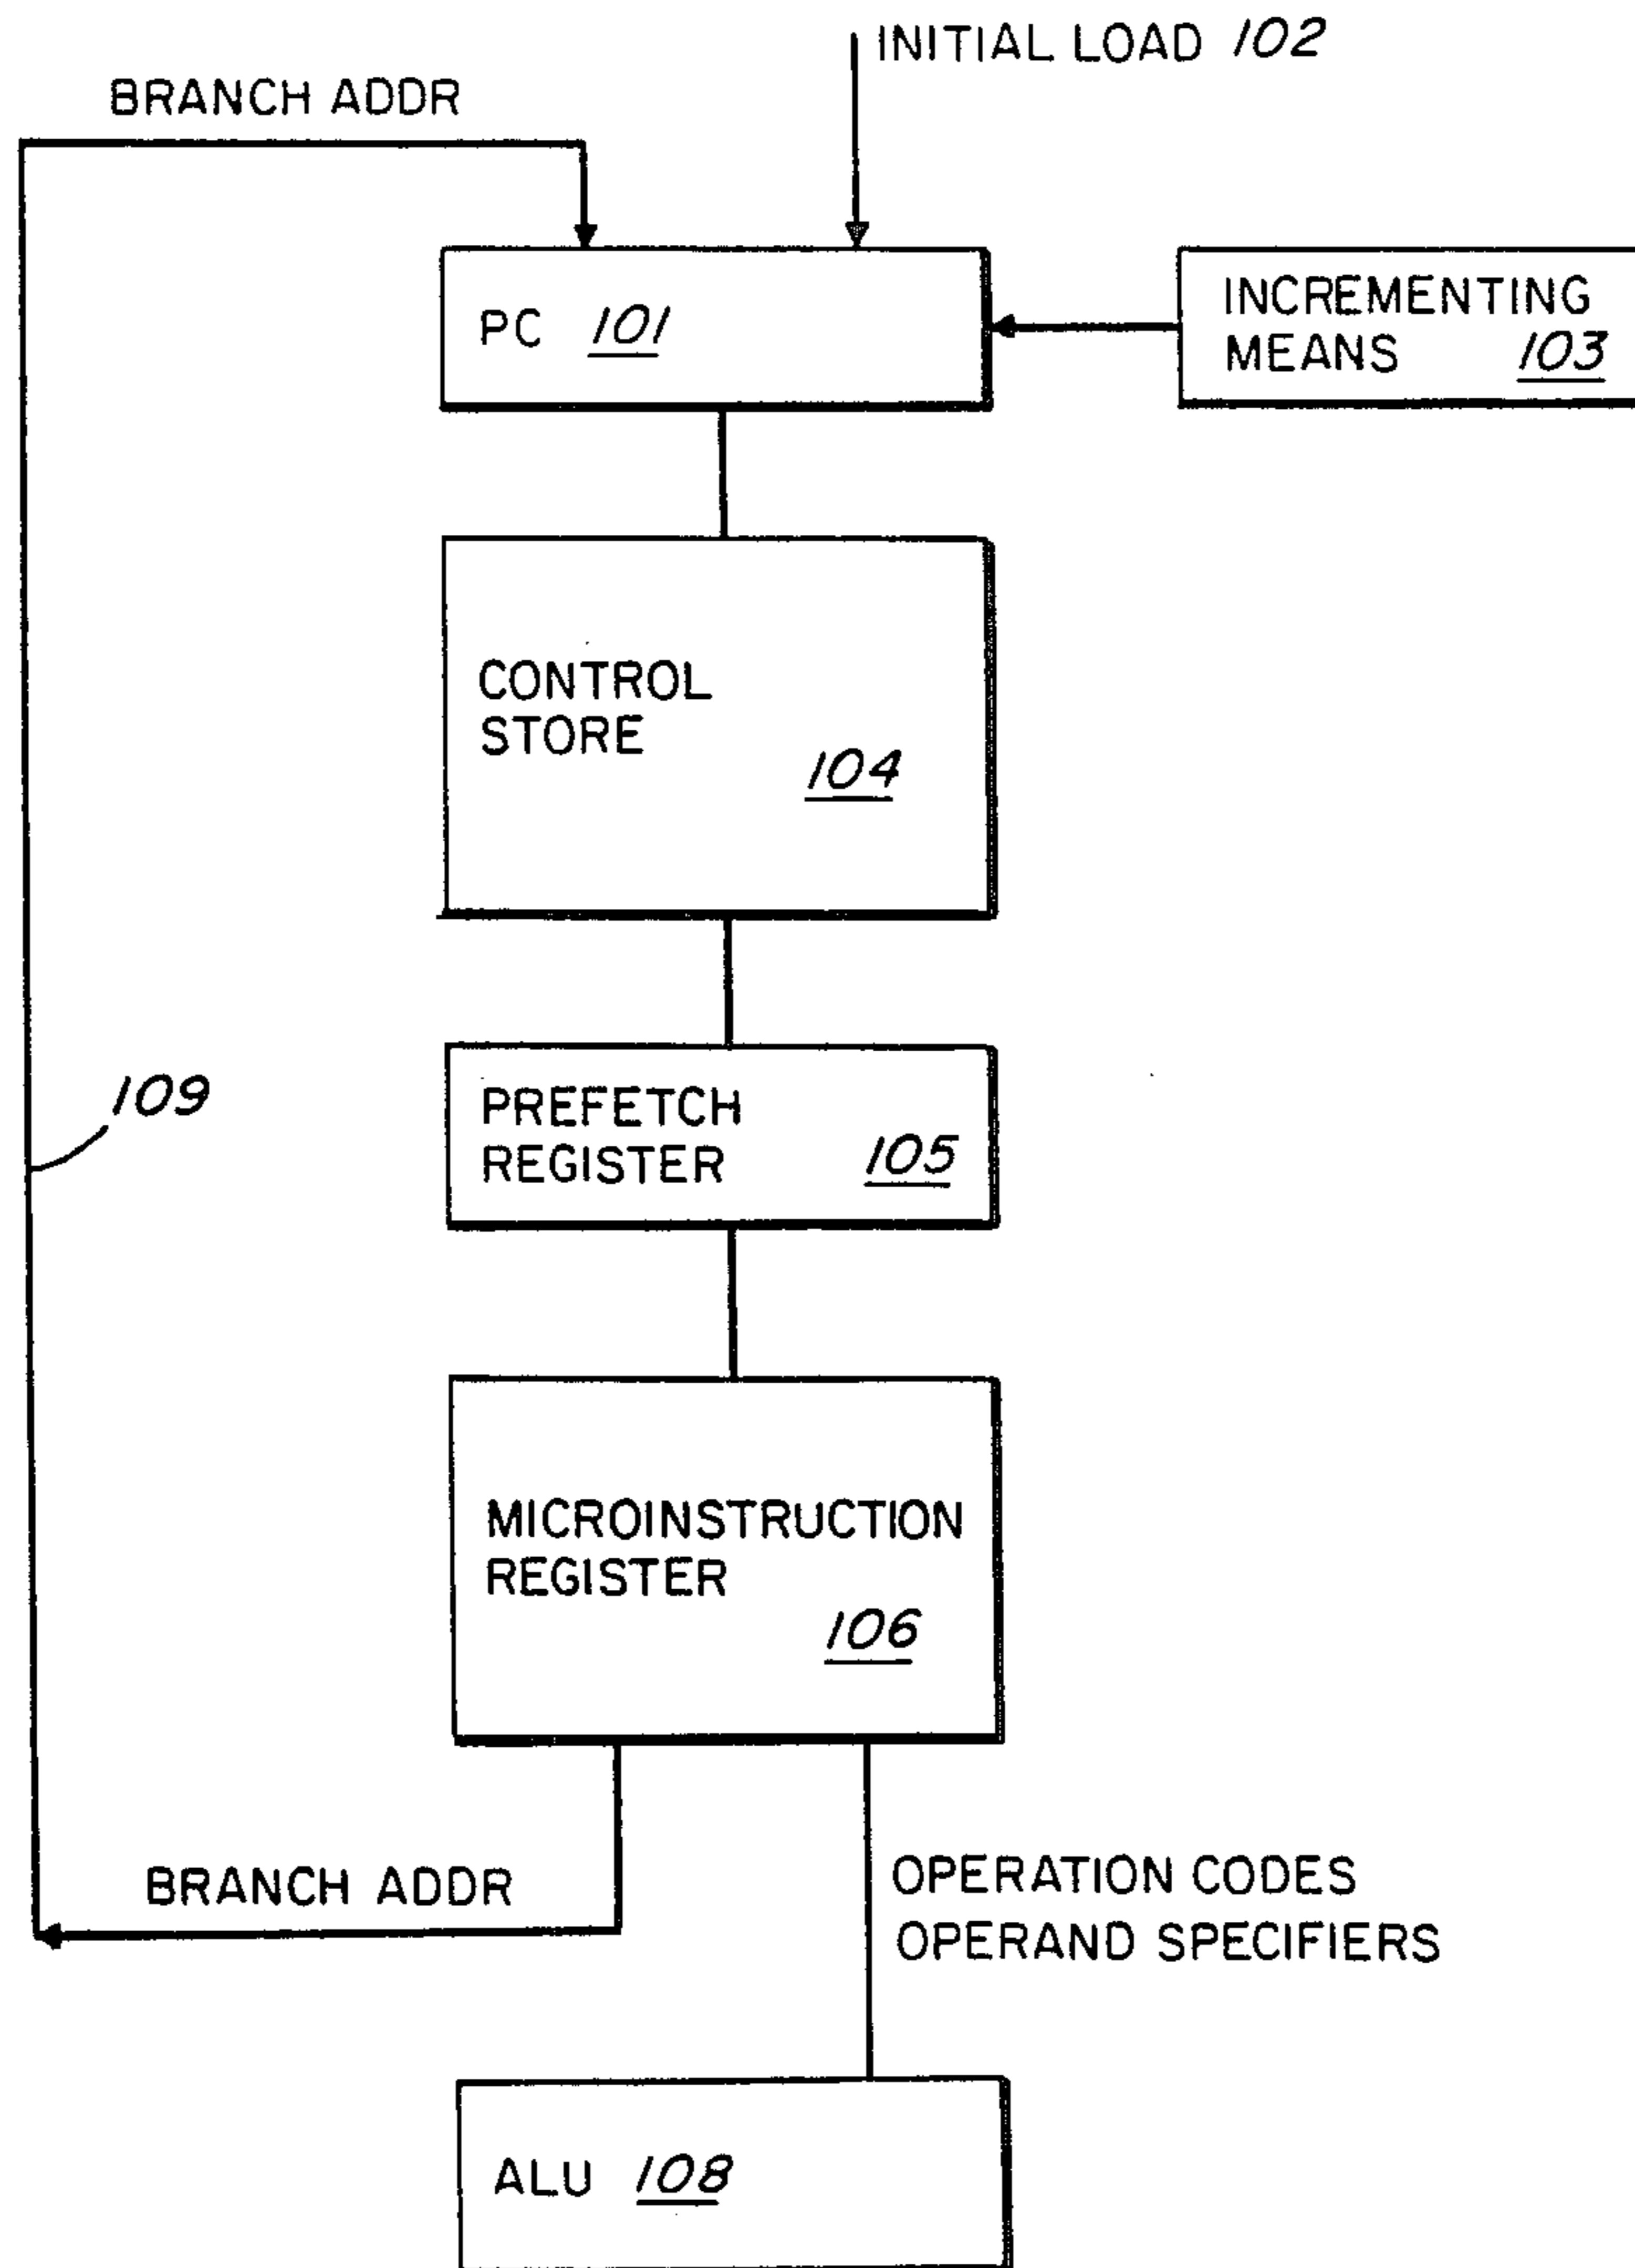 INITIAL LOAD 102
BRANCH ADDR
PC 101
INCREMENTING
MEANS 103
CONTROL
STORE
104
109
PREFETCH
REGISTER 105
MICROINSTRUCTION
REGISTER
106
BRANCH ADDR
OPERATION CODES
OPERAND SPECIFIERS
ALU 108